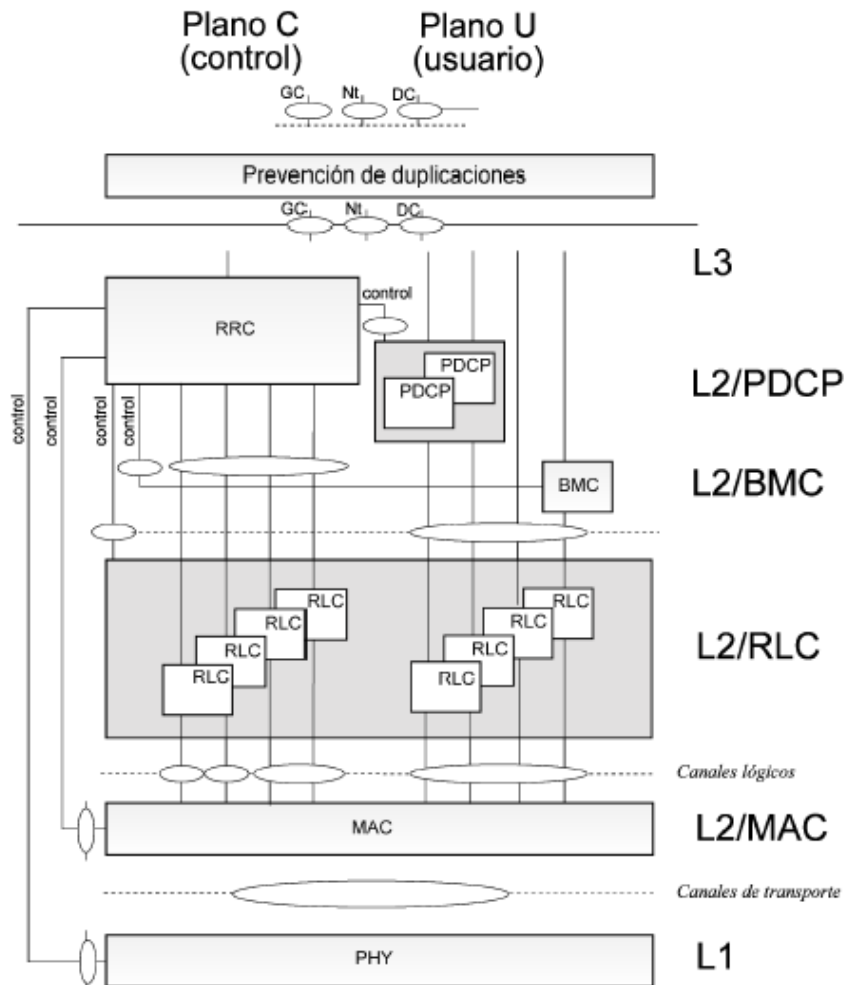 Plano C
(control)
Plano U
(usuario)
GC
Nt
DC
Prevención de duplicaciones
GC
Nt
DC
L3
control
RRC
PDCP
PDCP
L2/PDCP
control
control
control
control
BMC
L2/BMC
RLC
RLC
RLC
RLC
RLC
RLC
RLC
RLC
L2/RLC
Canales lógicos
MAC
L2/MAC
Canales de transporte
PHY
L1